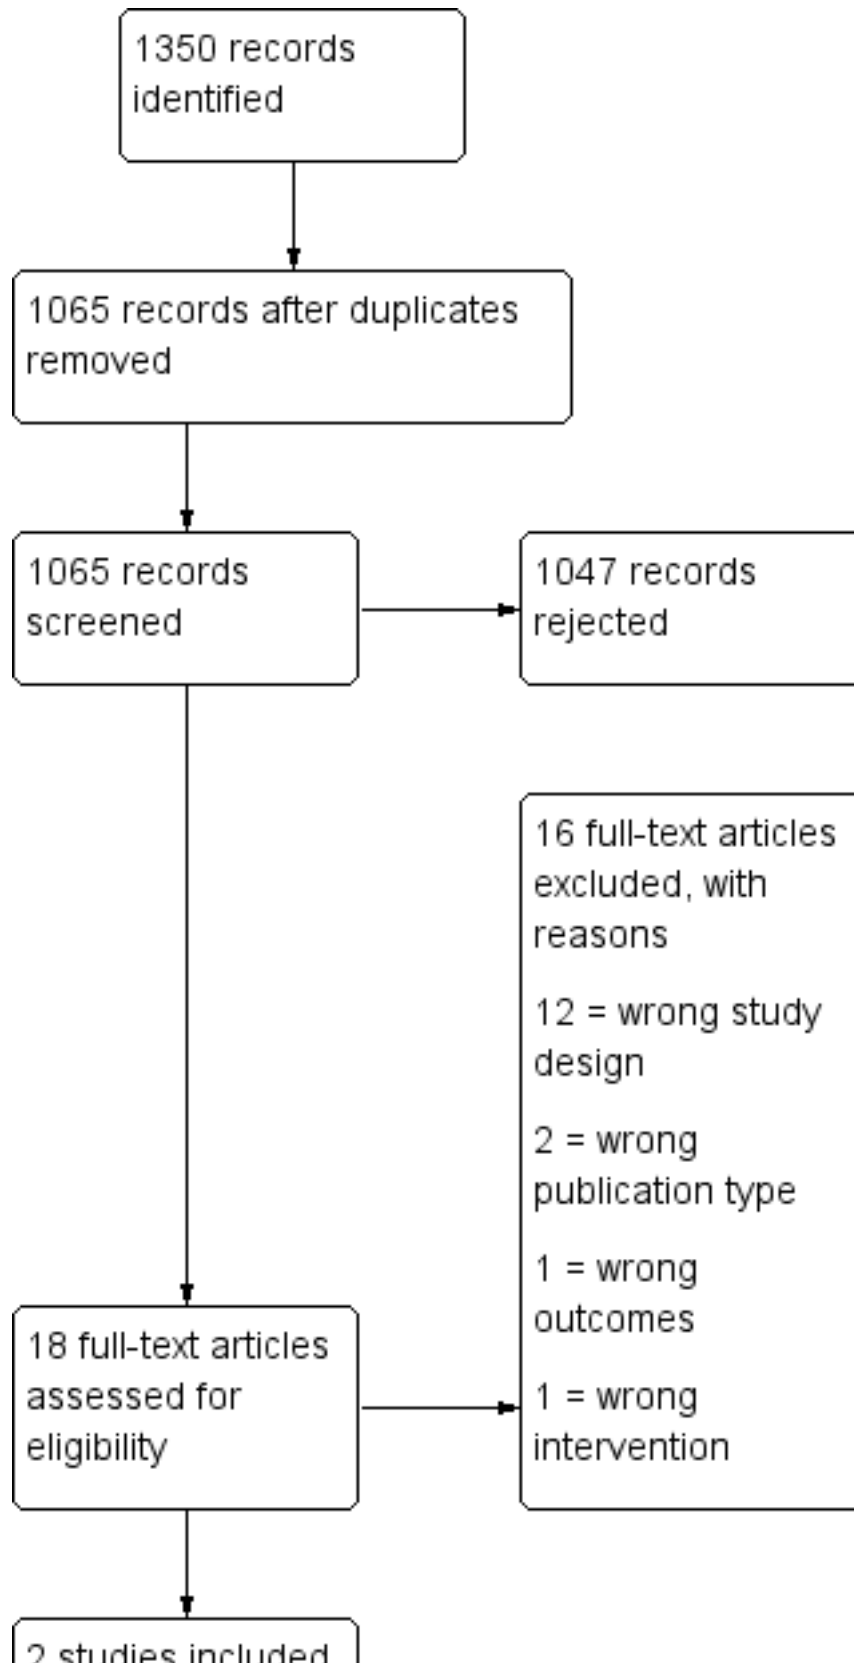 1350 records
identified
1065 records after duplicates
removed
1065 records
screened
1047 records
rejected
16 full-text articles
excluded, with
reasons
12 = wrong study
design
2 = wrong
publication type
1 = wrong
outcomes
1 = wrong
intervention
18 full-text articles
assessed for
eligibility
2 studies included